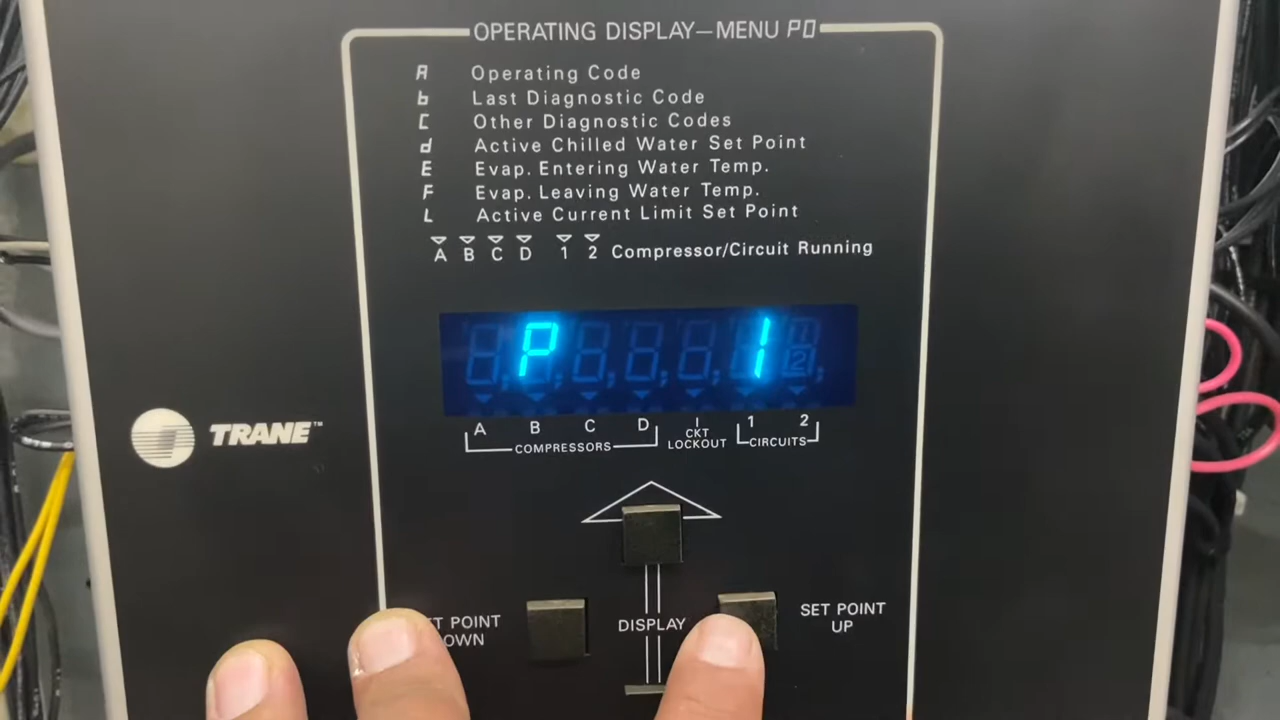 OPERATING DISPLAY—MENU P0
A Operating Code
b Last Diagnostic Code
C Other Diagnostic Codes
d Active Chilled Water Set Point
E Evap. Entering Water Temp.
F Evap. Leaving Water Temp.
L Active Current Limit Set Point
A B C D 1 2 Compressor/Circuit Running
P 1
A B C D 1 2
COMPRESSORS
CKT
LOCKOUT
CIRCUITS
TRANE™
POINT
DISPLAY
SET POINT
UP